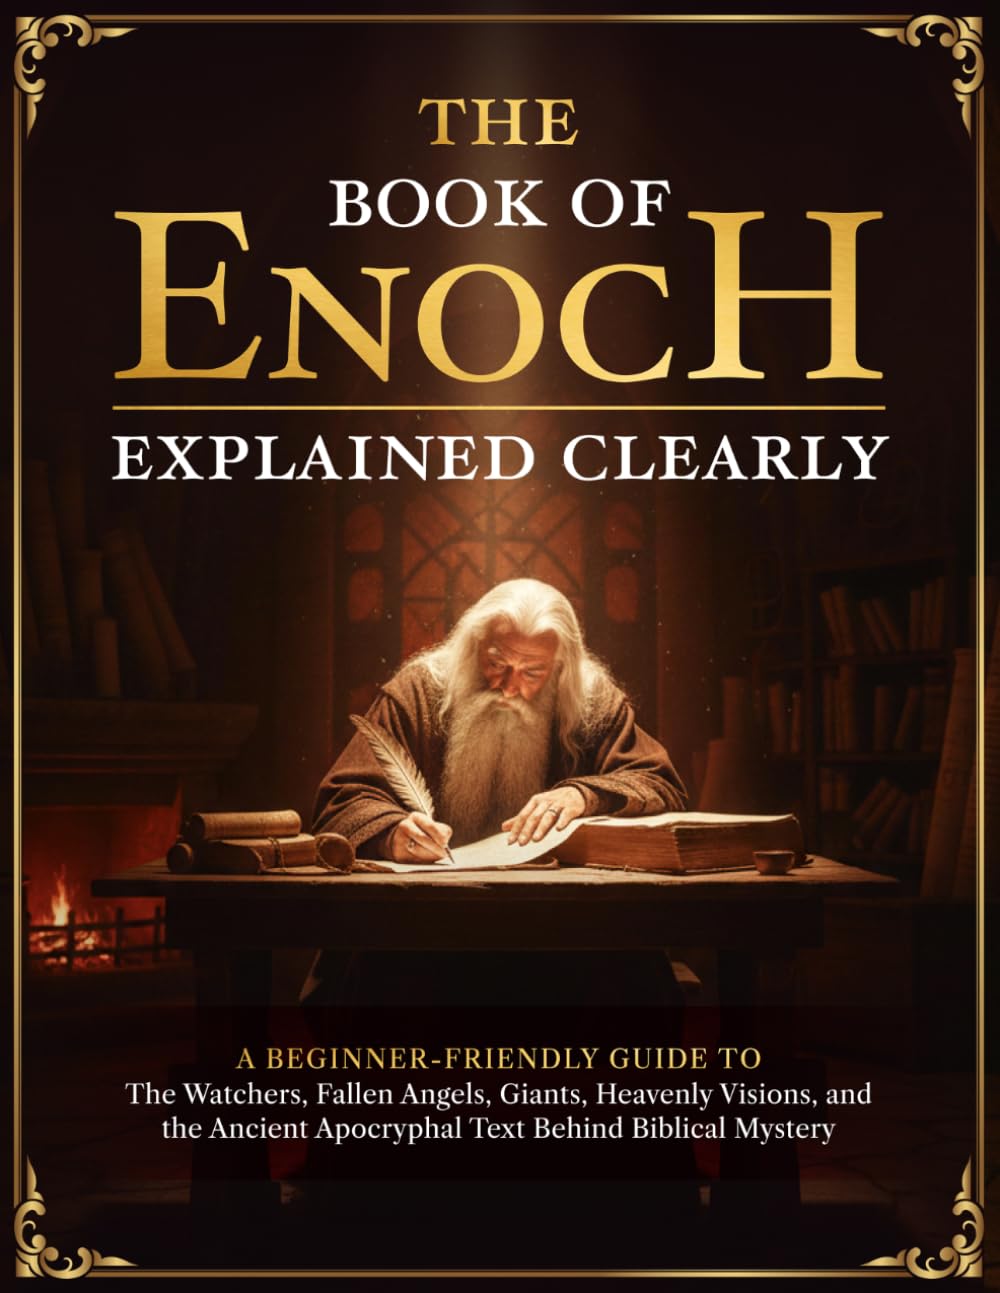 THE
BOOK OF
ENOCH
EXPLAINED CLEARLY
A BEGINNER-FRIENDLY GUIDE TO
The Watchers, Fallen Angels, Giants, Heavenly Visions, and
the Ancient Apocryphal Text Behind Biblical Mystery